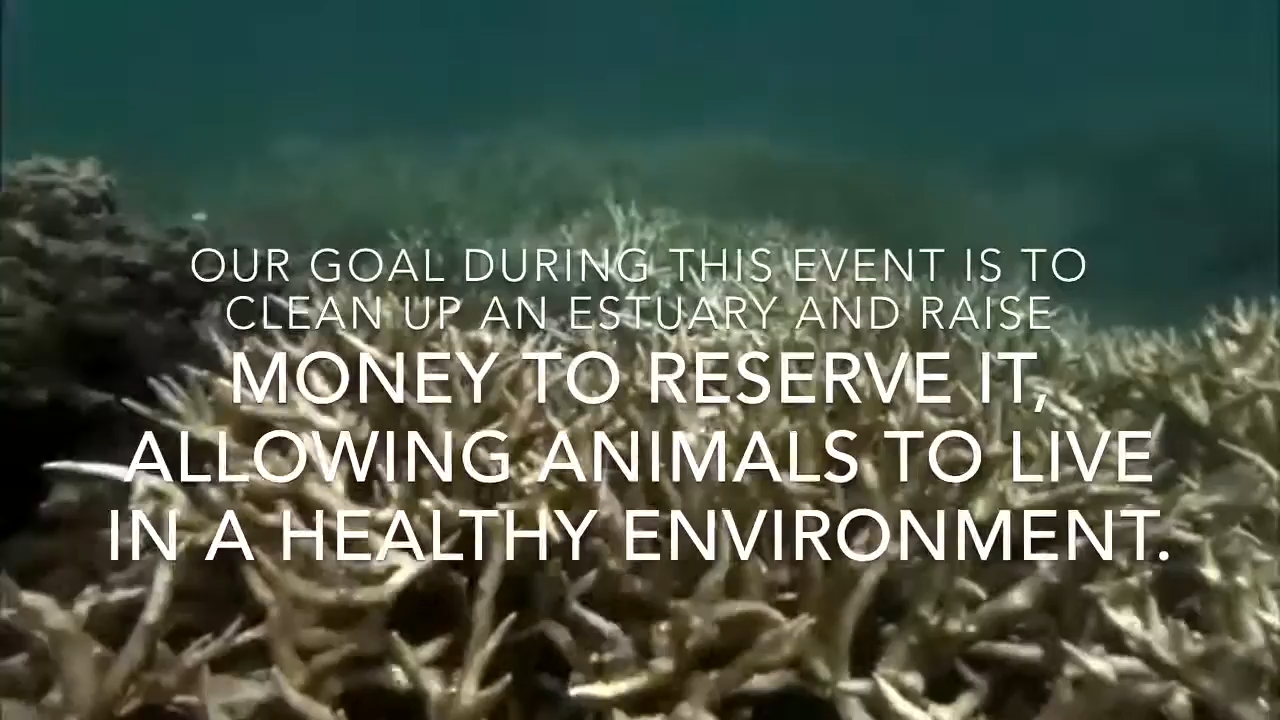 OUR GOAL DURING THIS EVENT IS TO
CLEAN UP AN ESTUARY AND RAISE
MONEY TO RESERVE IT,
ALLOWING ANIMALS TO LIVE
IN A HEALTHY ENVIRONMENT.